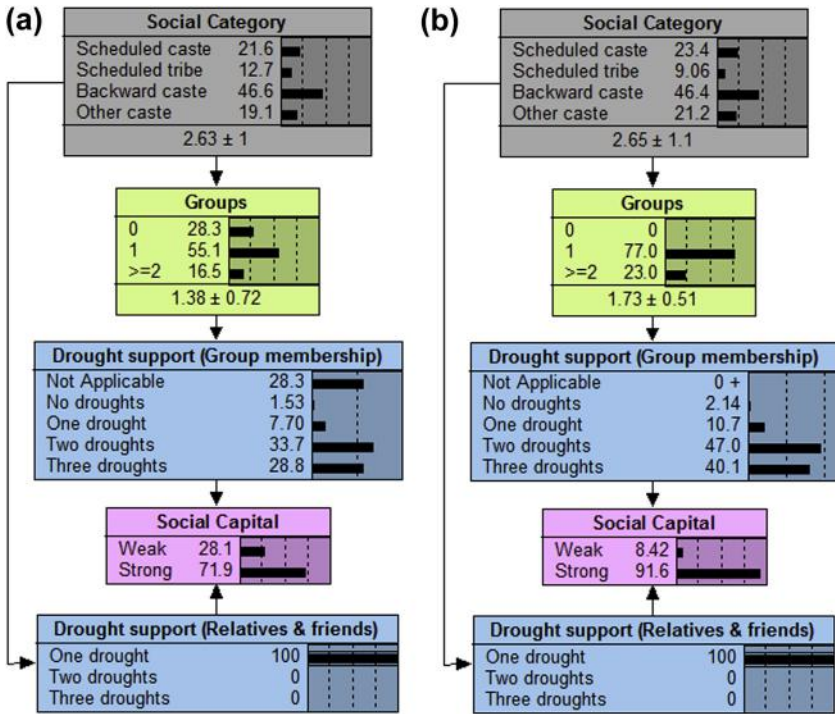 (a)
Social Category
Scheduled caste 21.6
Scheduled tribe 12.7
Backward caste 46.6
Other caste 19.1
2.63 ± 1
Groups
0 28.3
1 55.1
>=2 16.5
1.38 ± 0.72
Drought support (Group membership)
Not Applicable 28.3
No droughts 1.53
One drought 7.70
Two droughts 33.7
Three droughts 28.8
Social Capital
Weak 28.1
Strong 71.9
Drought support (Relatives & friends)
One drought 100
Two droughts 0
Three droughts 0
(b)
Social Category
Scheduled caste 23.4
Scheduled tribe 9.06
Backward caste 46.4
Other caste 21.2
2.65 ± 1.1
Groups
0 0
1 77.0
>=2 23.0
1.73 ± 0.51
Drought support (Group membership)
Not Applicable 0 +
No droughts 2.14
One drought 10.7
Two droughts 47.0
Three droughts 40.1
Social Capital
Weak 8.42
Strong 91.6
Drought support (Relatives & friends)
One drought 100
Two droughts 0
Three droughts 0